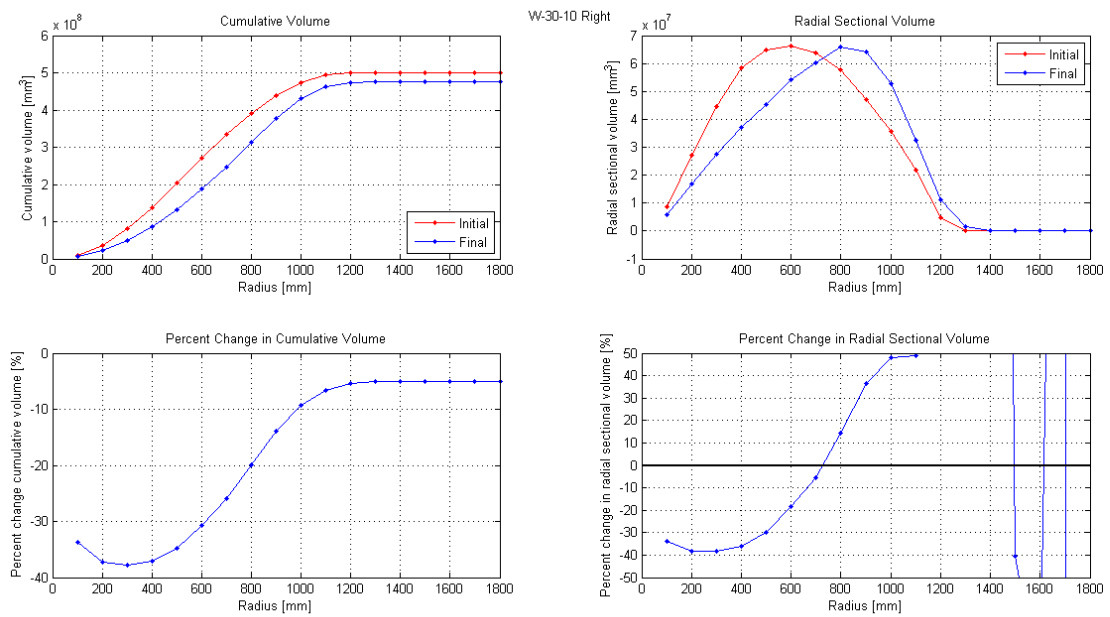 W-30-10 Right
Cumulative Volume
x 10^8
6
5
4
3
2
1
0
Cumulative volume [mm^3]
Initial
Final
0 200 400 600 800 1000 1200 1400 1600 1800
Radius [mm]
Radial Sectional Volume
x 10^7
7
6
5
4
3
2
1
0
-1
Radial sectional volume [mm^3]
Initial
Final
0 200 400 600 800 1000 1200 1400 1600 1800
Radius [mm]
Percent Change in Cumulative Volume
0
-10
-20
-30
-40
Percent change cumulative volume [%]
0 200 400 600 800 1000 1200 1400 1600 1800
Radius [mm]
Percent Change in Radial Sectional Volume
50
40
30
20
10
0
-10
-20
-30
-40
-50
Percent change in radial sectional volume [%]
0 200 400 600 800 1000 1200 1400 1600 1800
Radius [mm]